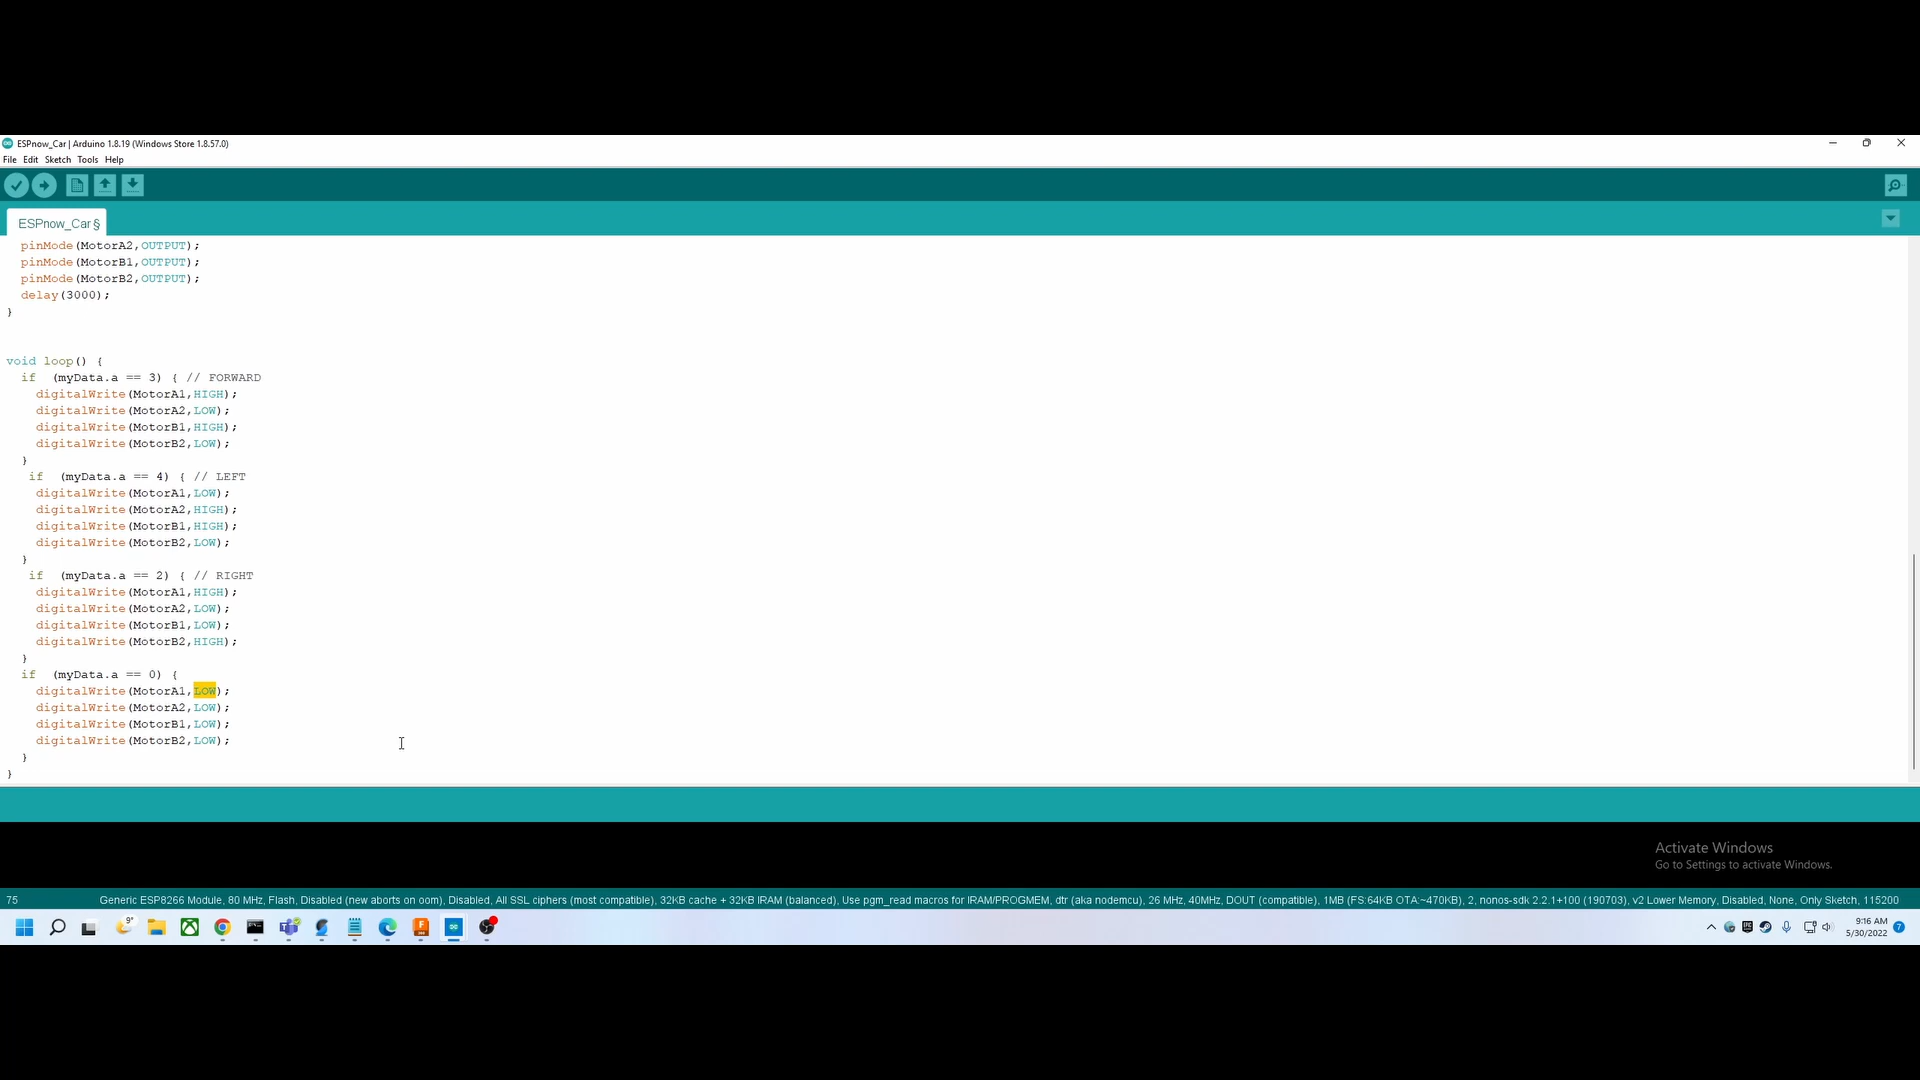 ESPnow_Car | Arduino 1.8.19 (Windows Store 1.8.57.0)
File Edit Sketch Tools Help
ESPnow_Car §
pinMode(MotorA2,OUTPUT);
pinMode(MotorB1,OUTPUT);
pinMode(MotorB2,OUTPUT);
delay(3000);
}
void loop() {
if  (myData.a == 3) { // FORWARD
digitalWrite(MotorA1,HIGH);
digitalWrite(MotorA2,LOW);
digitalWrite(MotorB1,HIGH);
digitalWrite(MotorB2,LOW);
}
if  (myData.a == 4) { // LEFT
digitalWrite(MotorA1,LOW);
digitalWrite(MotorA2,HIGH);
digitalWrite(MotorB1,HIGH);
digitalWrite(MotorB2,LOW);
}
if  (myData.a == 2) { // RIGHT
digitalWrite(MotorA1,HIGH);
digitalWrite(MotorA2,LOW);
digitalWrite(MotorB1,LOW);
digitalWrite(MotorB2,HIGH);
}
if  (myData.a == 0) {
digitalWrite(MotorA1,LOW);
digitalWrite(MotorA2,LOW);
digitalWrite(MotorB1,LOW);
digitalWrite(MotorB2,LOW);
}
}
Activate Windows
Go to Settings to activate Windows.
75 Generic ESP8266 Module, 80 MHz, Flash, Disabled (new aborts on oom), Disabled, All SSL ciphers (most compatible), 32KB cache + 32KB IRAM (balanced), Use pgm_read macros for IRAM/PROGMEM, dtr (aka nodemcu), 26 MHz, 40MHz, DOUT (compatible), 1MB (FS:64KB OTA:~470KB), 2, nonos-sdk 2.2.1+100 (190703), v2 Lower Memory, Disabled, None, Only Sketch, 115200
9°
9:16 AM
5/30/2022
7